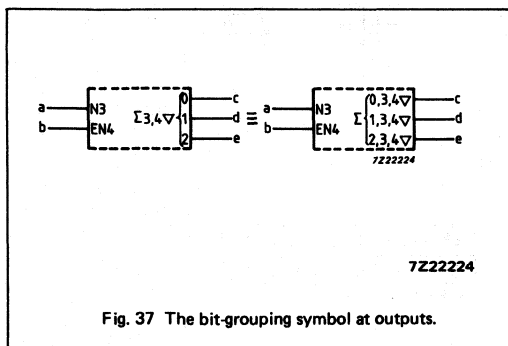 a N3 Σ3,4▽ 0 c ≡ a N3 Σ 0,3,4▽ c
b EN4 1 d b EN4 1,3,4▽ d
2 e 2,3,4▽ e
7Z22224
7Z22224
Fig. 37 The bit-grouping symbol at outputs.